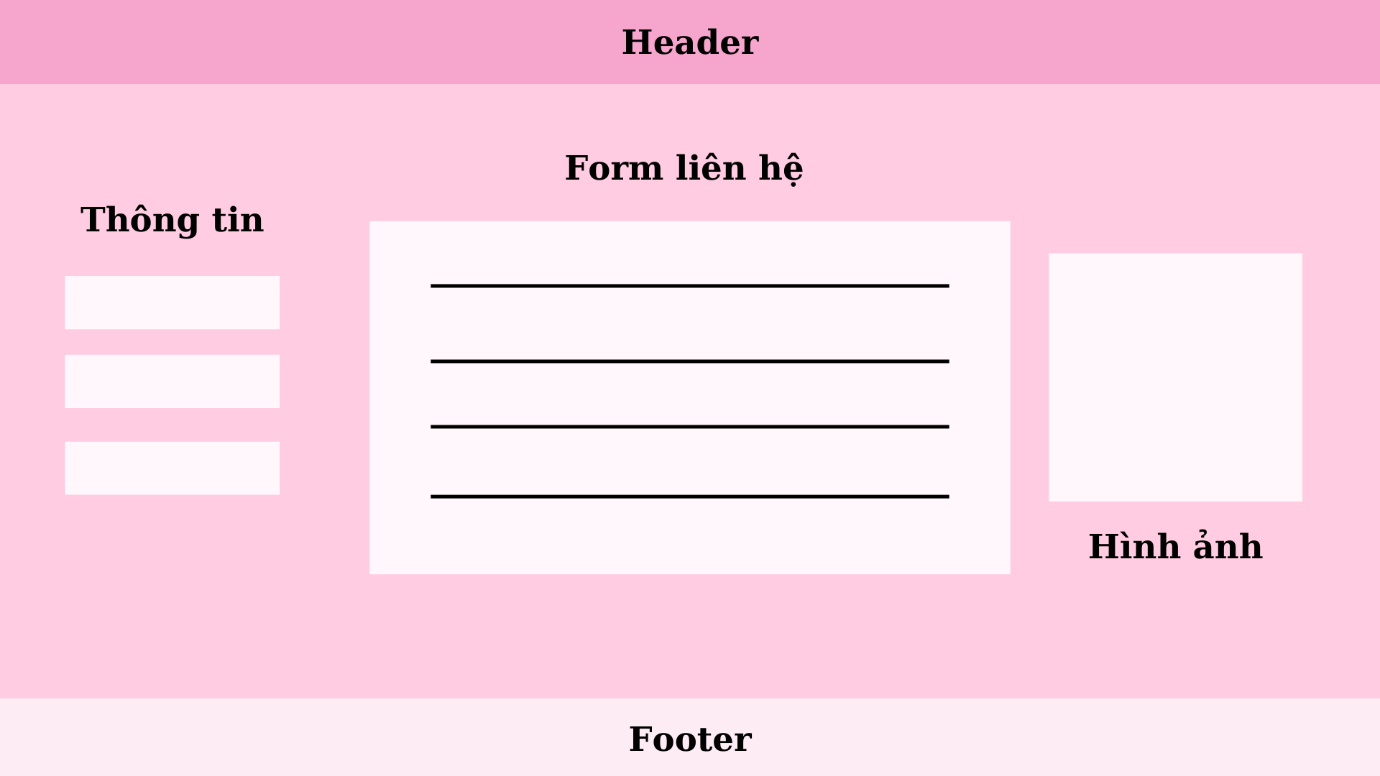 Header
Form liên hệ
Thông tin
Hình ảnh
Footer